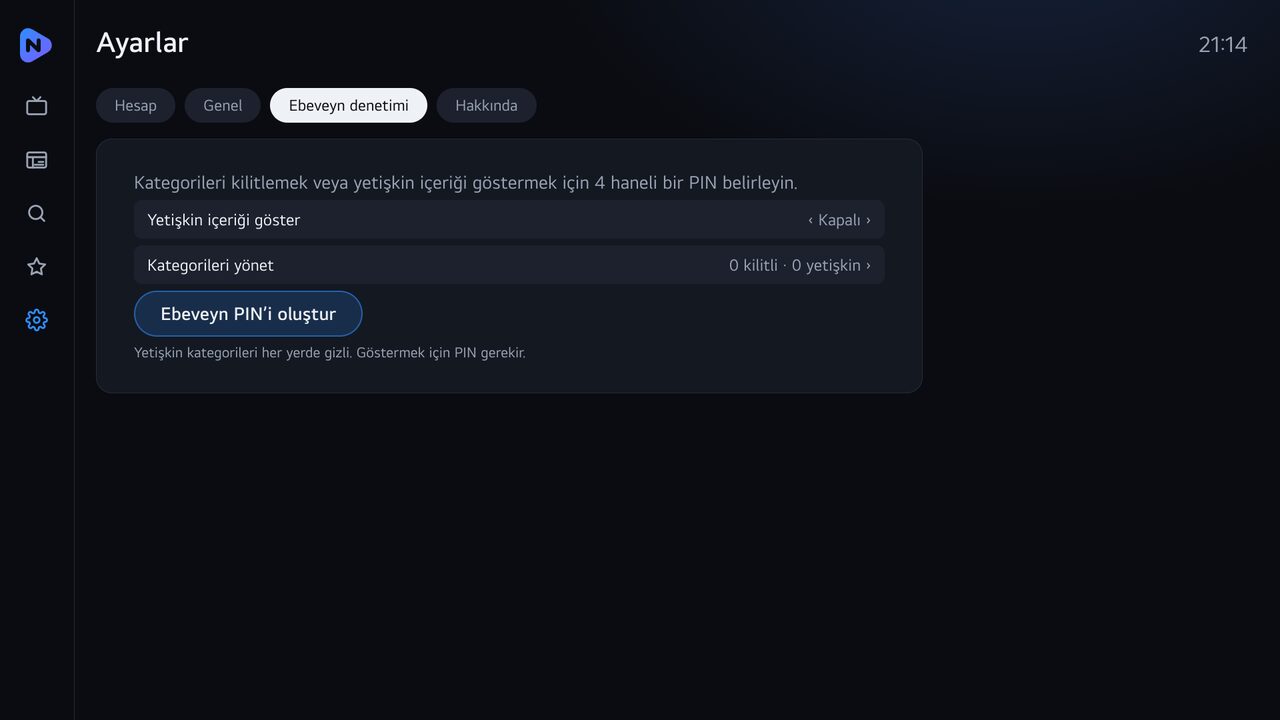 Ayarlar
21:14
Hesap
Genel
Ebeveyn denetimi
Hakkında
Kategorileri kilitlemek veya yetişkin içeriği göstermek için 4 haneli bir PIN belirleyin.
Yetişkin içeriği göster
‹ Kapalı ›
Kategorileri yönet
0 kilitli · 0 yetişkin ›
Ebeveyn PIN’i oluştur
Yetişkin kategorileri her yerde gizli. Göstermek için PIN gerekir.